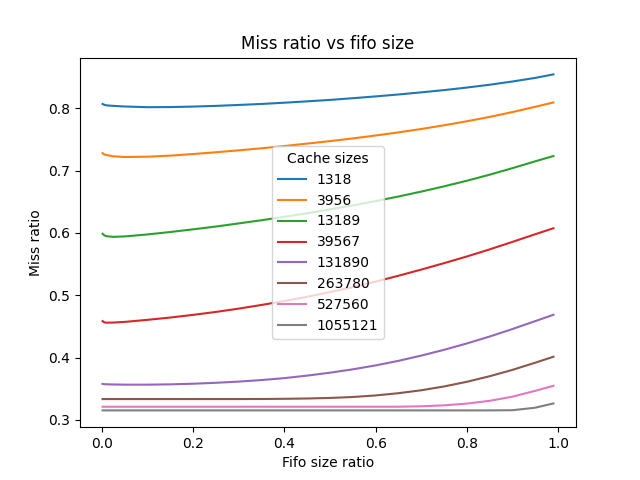 Miss ratio vs fifo size
Miss ratio
0.8
0.7
0.6
0.5
0.4
0.3
Cache sizes
1318
3956
13189
39567
131890
263780
527560
1055121
0.0 0.2 0.4 0.6 0.8 1.0
Fifo size ratio